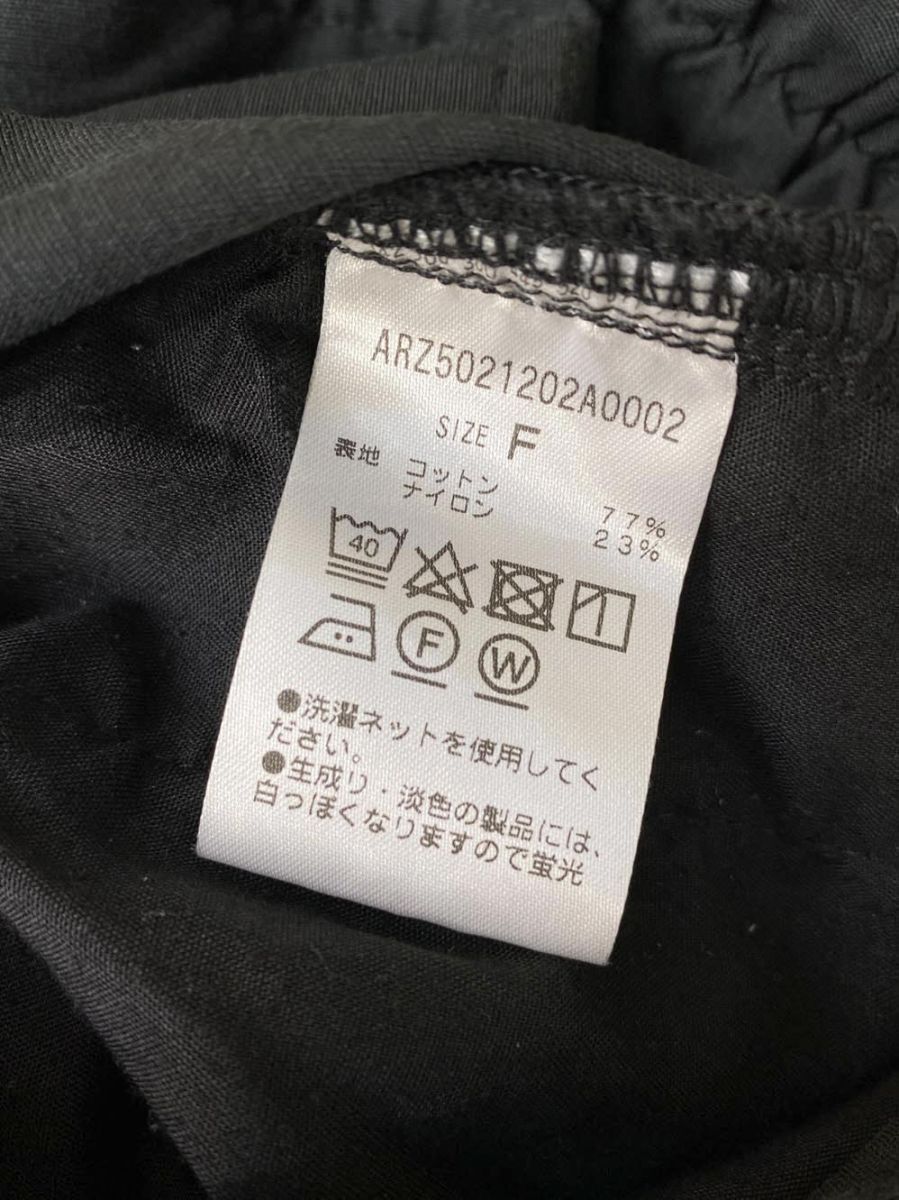 ARZ5021202A0002
SIZE F
表地 コットン 77%
ナイロン 23%
40
F W
●洗濯ネットを使用してく
ださい。
●生成り・淡色の製品には、
白っぽくなりますので蛍光